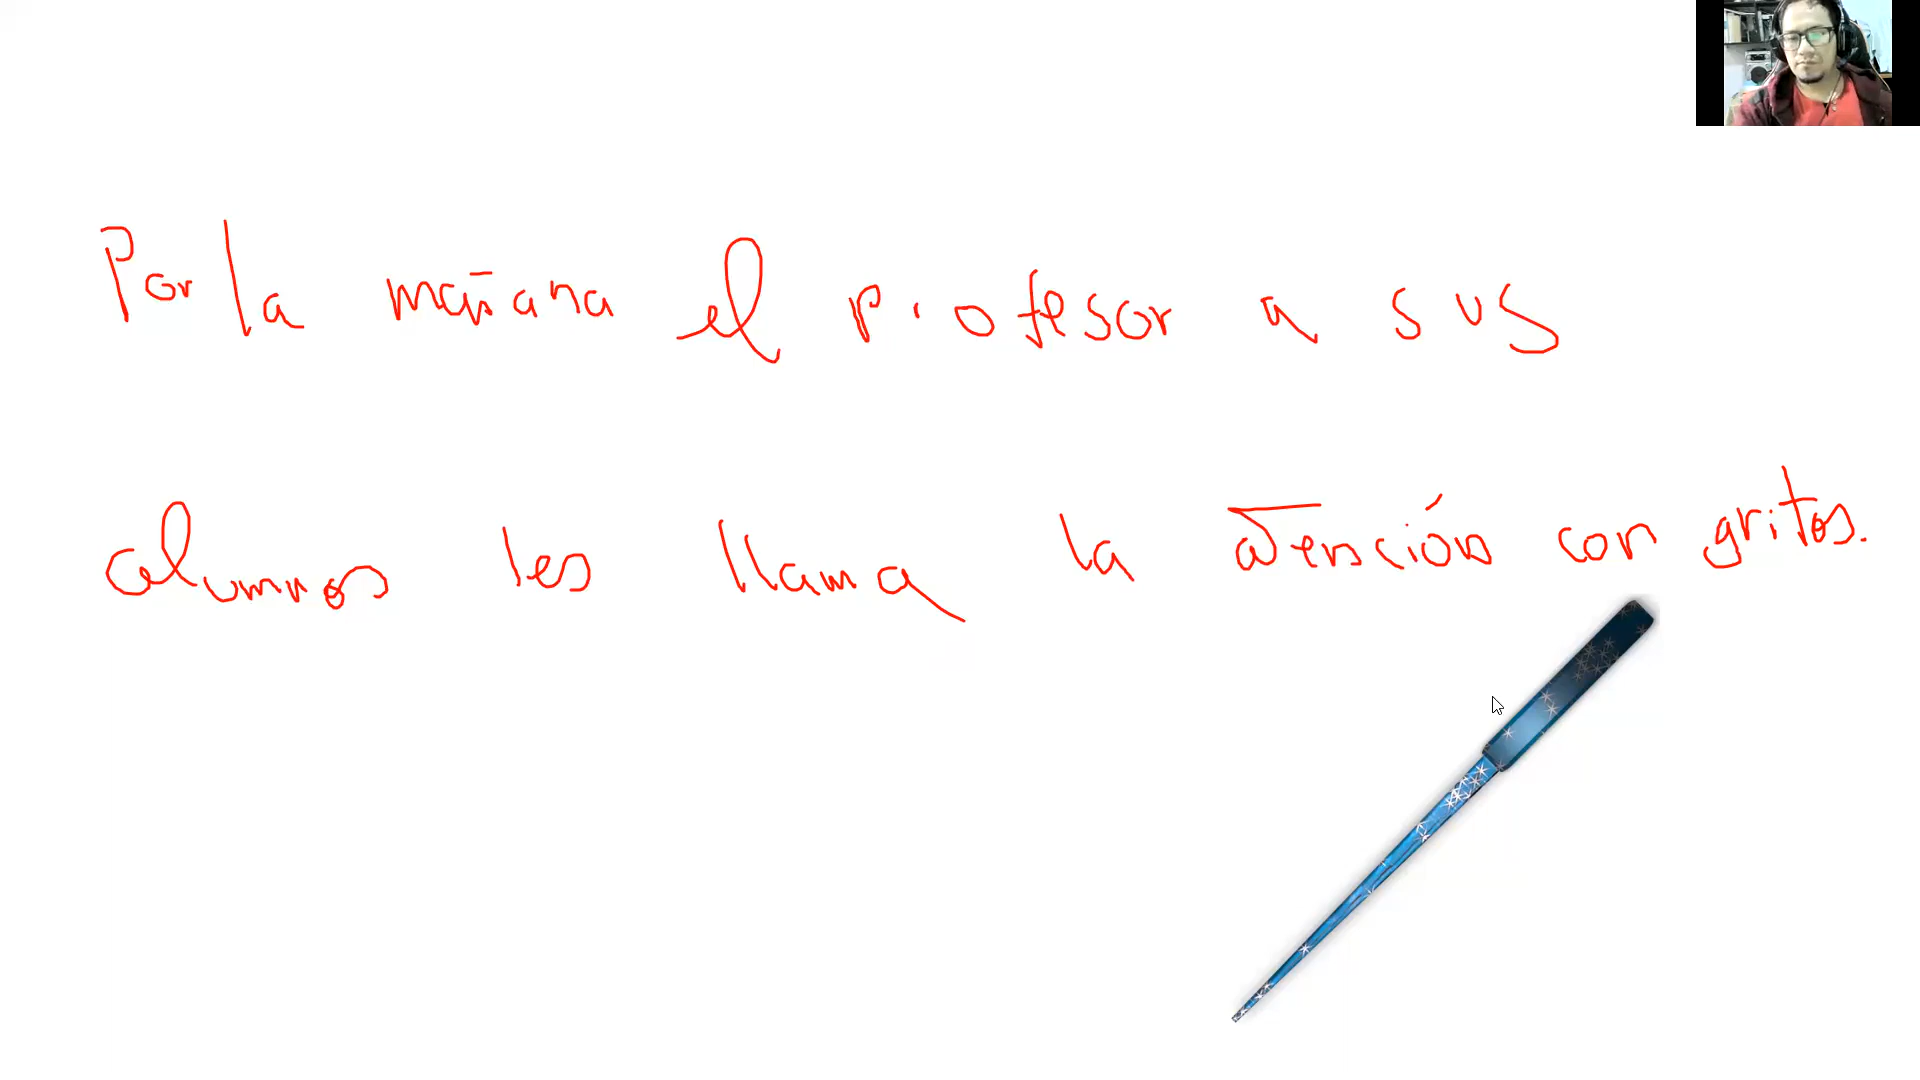 Por la mañana el profesor a sus
alumnos les llama la atención con gritos.